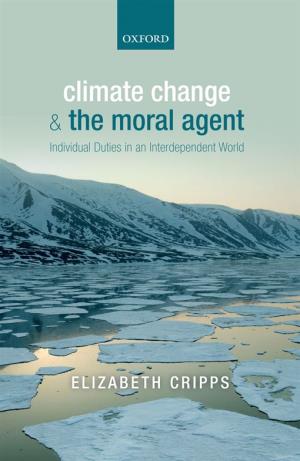 OXFORD
climate change
& the moral agent
Individual Duties in an Interdependent World
ELIZABETH CRIPPS